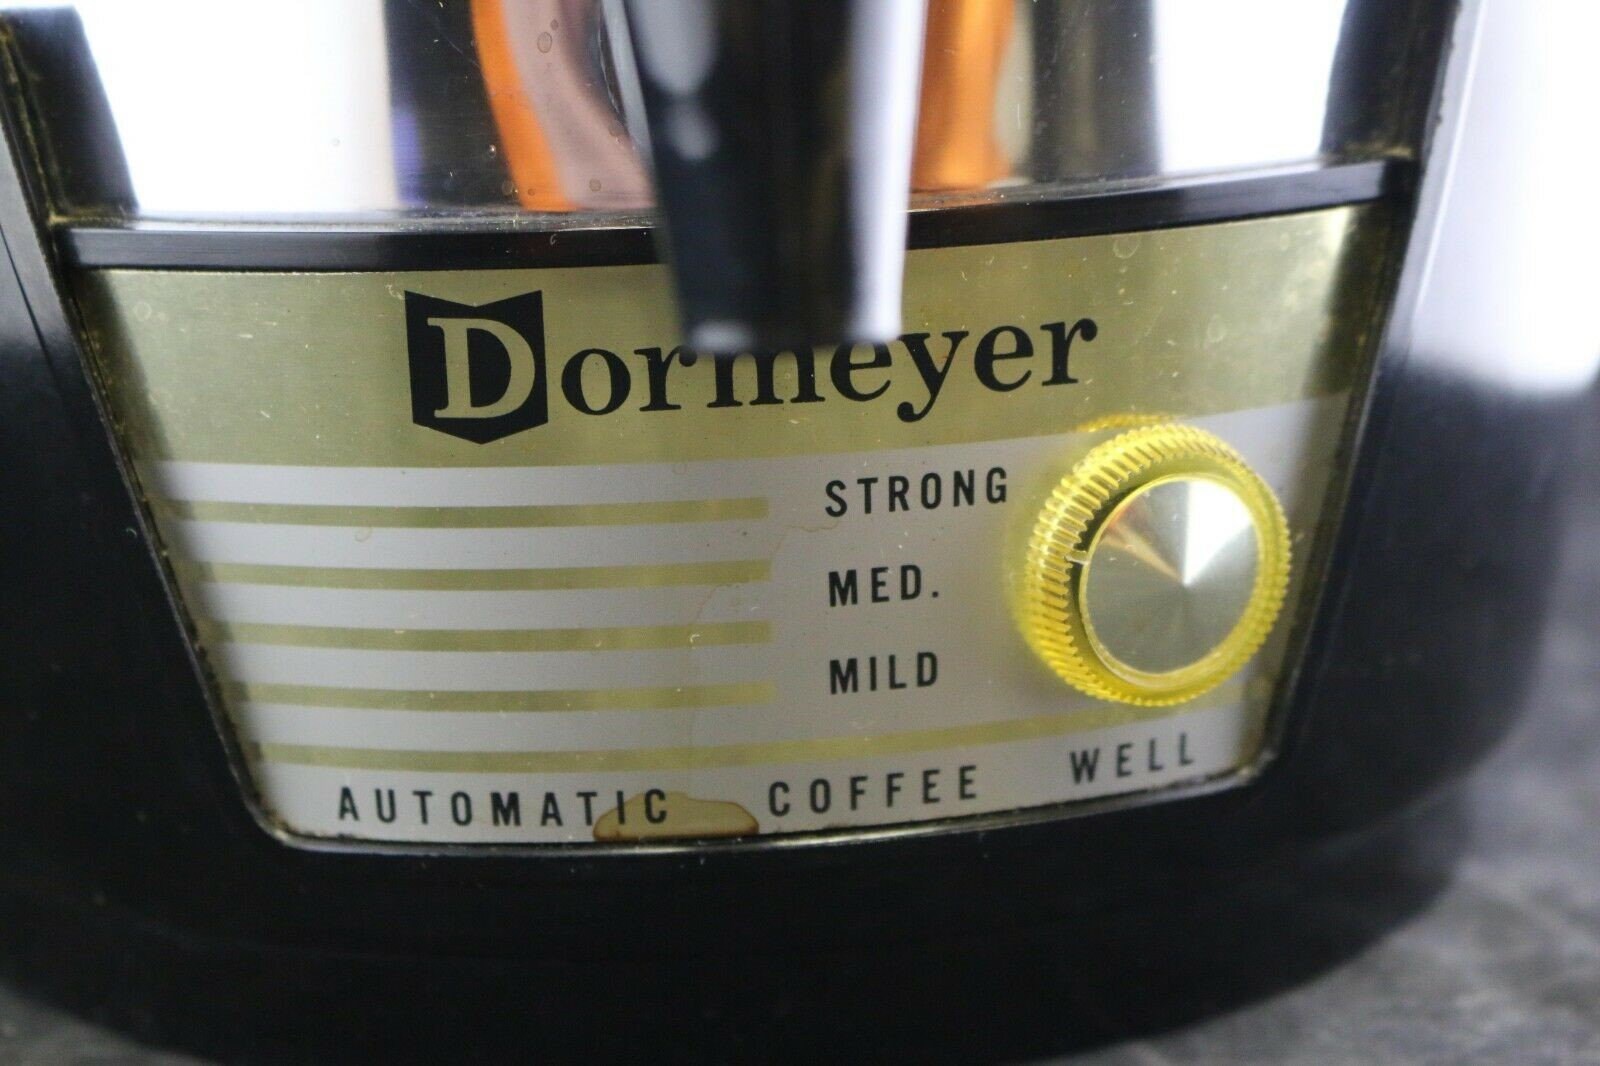 Dormeyer
STRONG
MED.
MILD
AUTOMATIC COFFEE WELL